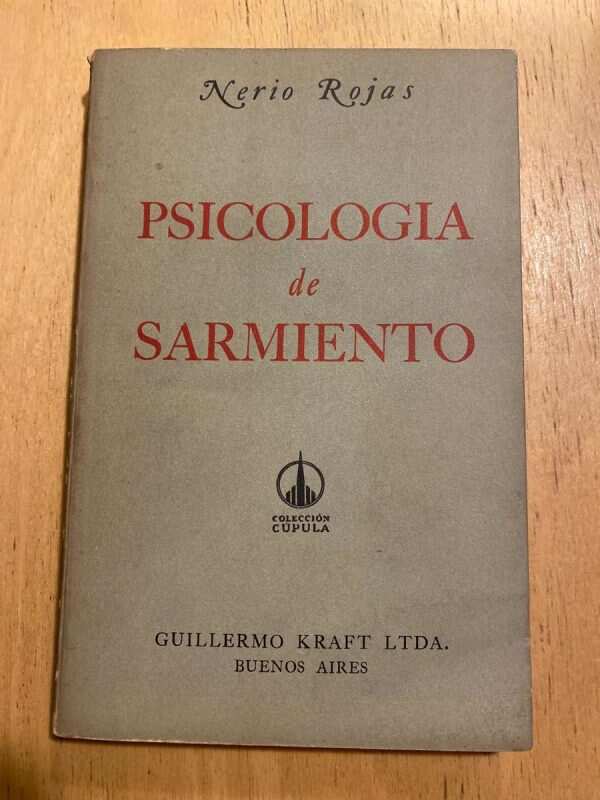 Nerio Rojas
PSICOLOGIA
de
SARMIENTO
COLECCIÓN
CÚPULA
GUILLERMO KRAFT LTDA.
BUENOS AIRES